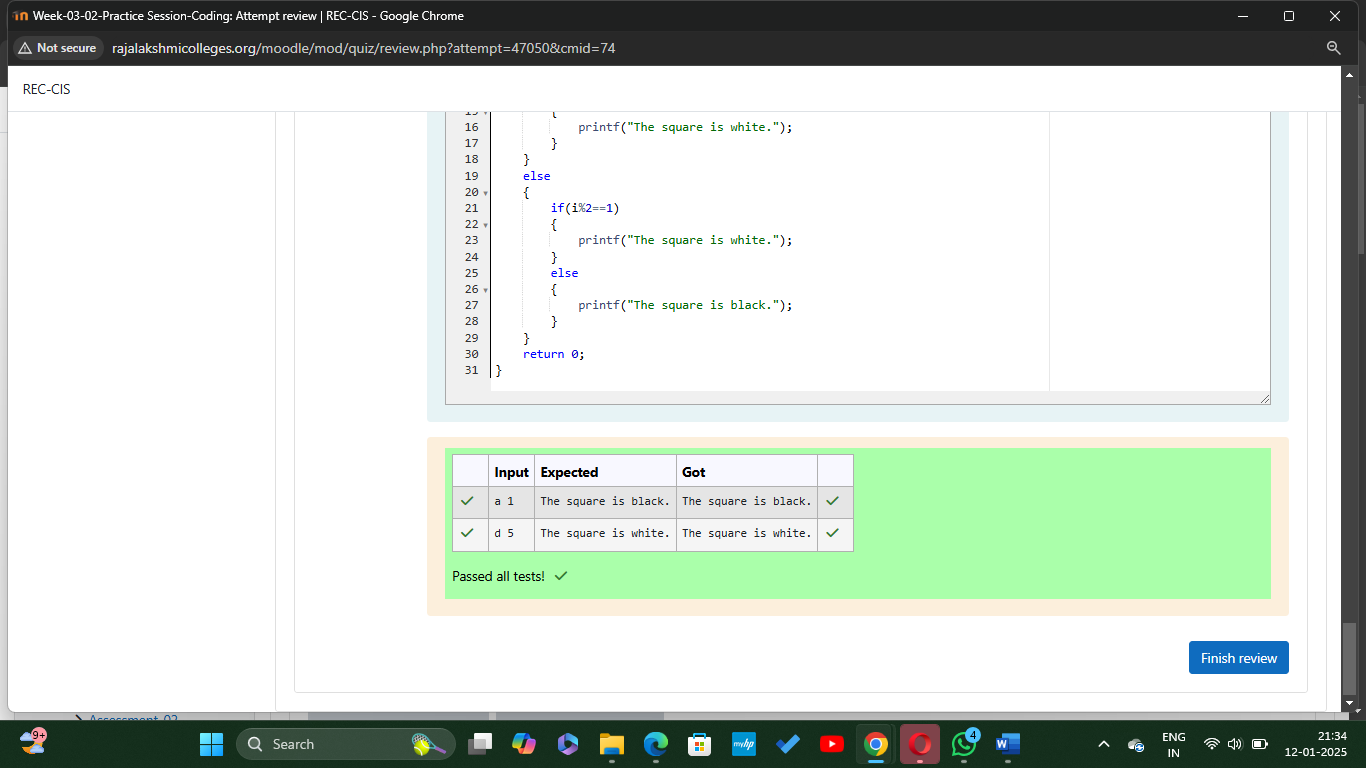 Week-03-02-Practice Session-Coding: Attempt review | REC-CIS - Google Chrome
Not secure rajalakshmicolleges.org/moodle/mod/quiz/review.php?attempt=47050&cmid=74
REC-CIS
15 {
16 printf("The square is white.");
17 }
18 }
19 else
20 {
21 if(i%2==1)
22 {
23 printf("The square is white.");
24 }
25 else
26 {
27 printf("The square is black.");
28 }
29 }
30 return 0;
31 }
Input Expected Got
a 1 The square is black. The square is black.
d 5 The square is white. The square is white.
Passed all tests!
Finish review
Assessment-02
9+
Search
myhp
4
W
ENG
IN
21:34
12-01-2025